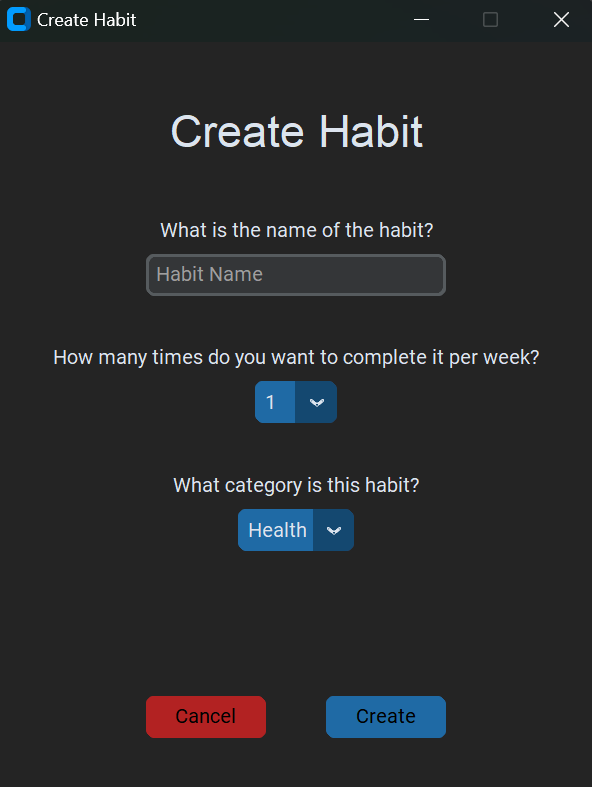 Create Habit
Create Habit
What is the name of the habit?
Habit Name
How many times do you want to complete it per week?
1
What category is this habit?
Health
Cancel
Create